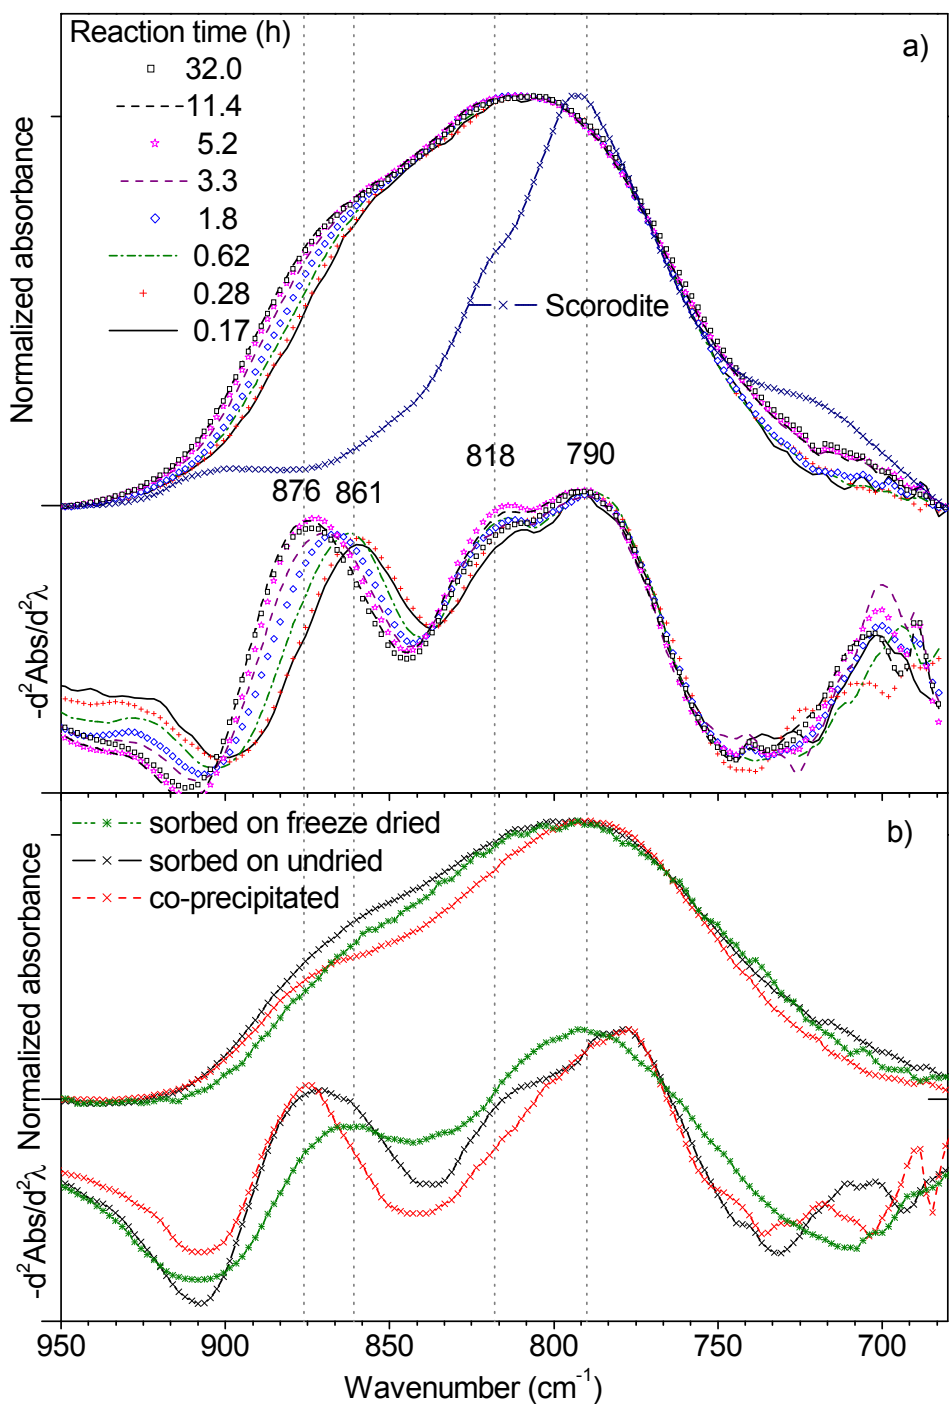 Reaction time (h)
a)
32.0
11.4
5.2
3.3
1.8
0.62
0.28
0.17
Scorodite
Normalized absorbance
876
861
818
790
-d²Abs/d²λ
b)
sorbed on freeze dried
sorbed on undried
co-precipitated
Normalized absorbance
-d²Abs/d²λ
950 900 850 800 750 700
Wavenumber (cm⁻¹)